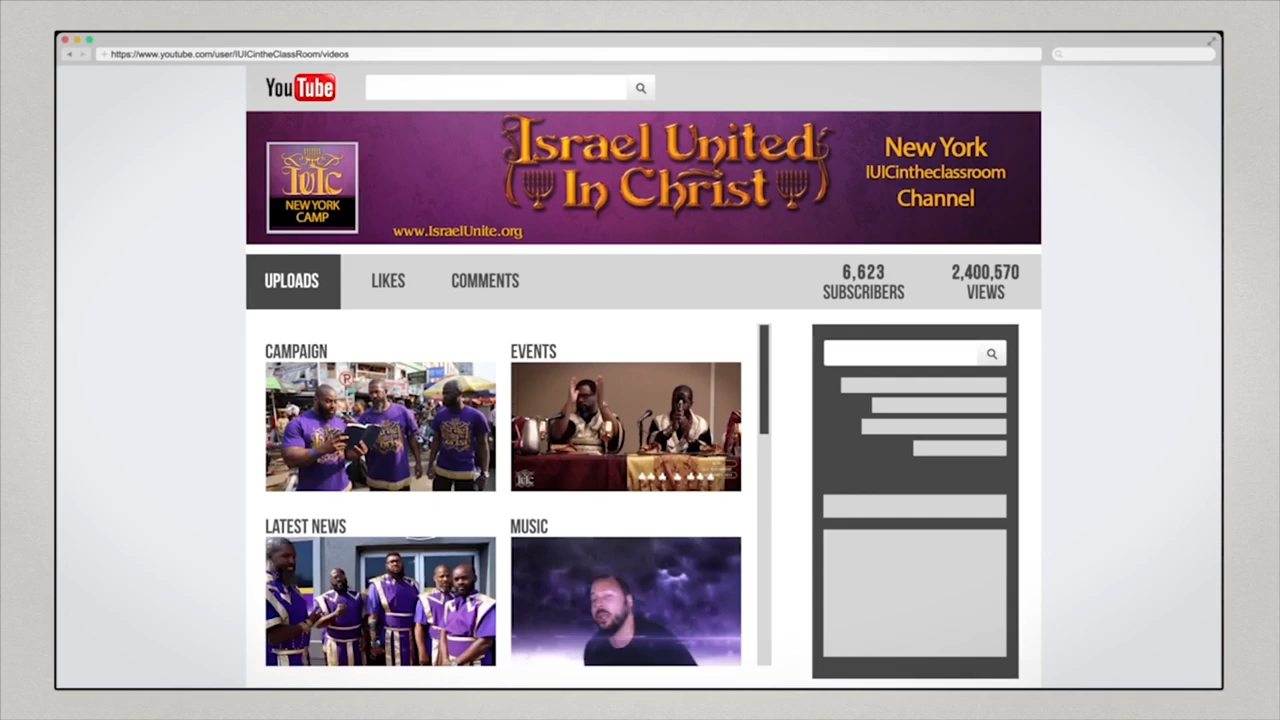 https://www.youtube.com/user/IUICintheClassRoom/videos
YouTube
Israel United
In Christ
IUIC
NEW YORK
CAMP
www.IsraelUnite.org
New York
IUICintheclassroom
Channel
UPLOADS
LIKES
COMMENTS
6,623
SUBSCRIBERS
2,400,570
VIEWS
CAMPAIGN
EVENTS
P
IUIC
LATEST NEWS
MUSIC